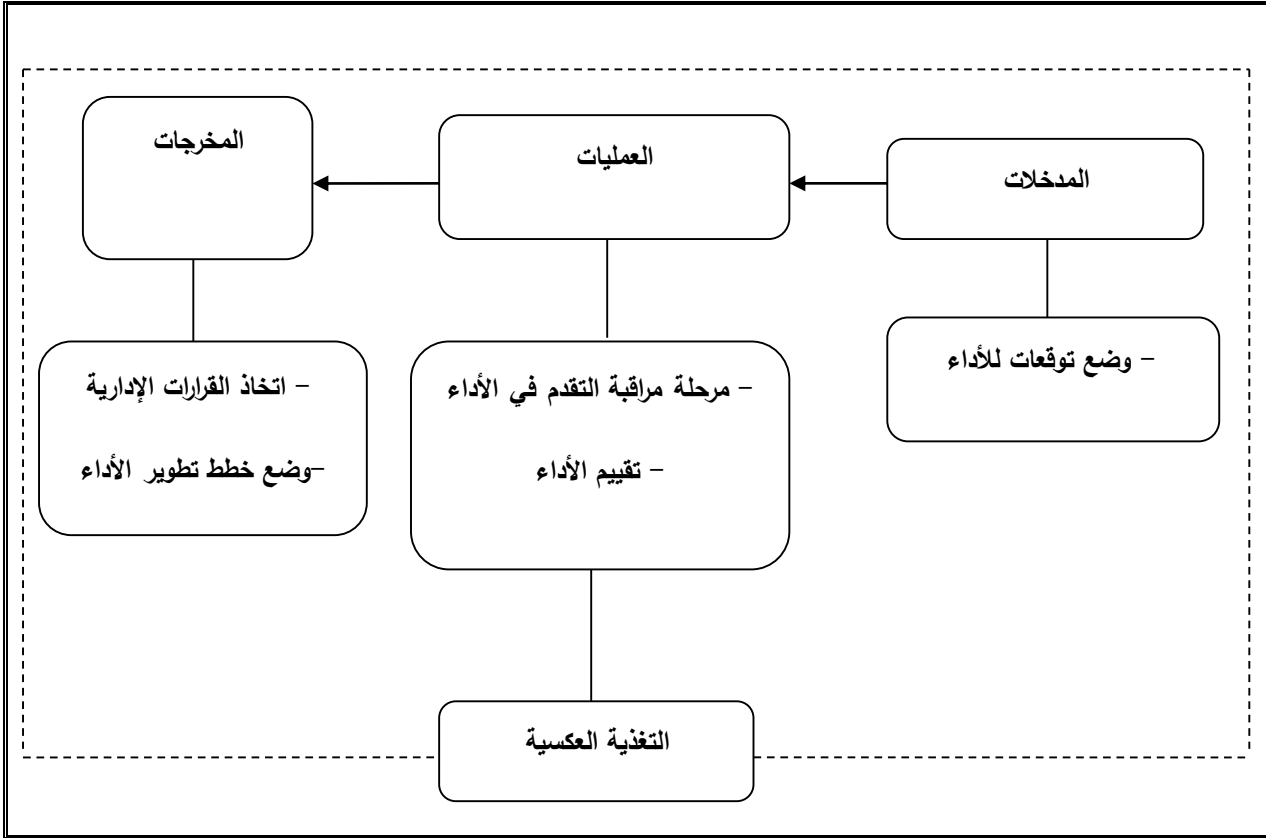 المدخلات
العمليات
المخرجات
– وضع توقعات للأداء
– مرحلة مراقبة التقدم في الأداء
– تقييم الأداء
– اتخاذ القرارات الإدارية
–وضع خطط تطوير الأداء
التغذية العكسية